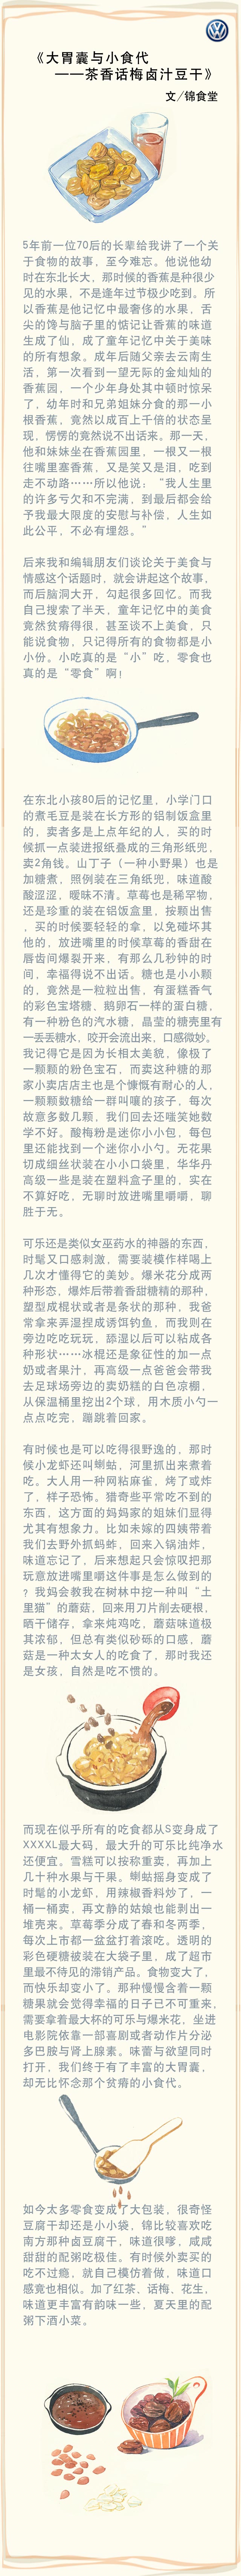 《大胃囊与小食代
——茶香话梅卤汁豆干》
文/锦食堂
5年前一位70后的长辈给我讲了一个关
于食物的故事，至今难忘。他说他幼
时在东北长大，那时候的香蕉是种很少
见的水果，不是逢年过节极少吃到。所
以香蕉是他记忆中最奢侈的水果，舌
尖的馋与脑子里的惦记让香蕉的味道
生成了仙，成了童年记忆中关于美味
的所有想象。成年后随父亲去云南生
活，第一次看到一望无际的金灿灿的
香蕉园，一个少年身处其中顿时惊呆
了，幼年时和兄弟姐妹分食的那一小
根香蕉，竟然以成百上千倍的状态呈
现，愣愣的竟然说不出话来。那一天，
他和妹妹坐在香蕉园里，一根又一根
往嘴里塞香蕉，又是笑又是泪，吃到
走不动路……所以他说：“我人生里
的许多亏欠和不完满，到最后都会给
予我最大限度的安慰与补偿，人生如
此公平，不必有埋怨。”
后来我和编辑朋友们谈论关于美食与
情感这个话题时，就会讲起这个故事，
而后脑洞大开，勾起很多回忆。而我
自己搜索了半天，童年记忆中的美食
竟然贫瘠得很，甚至谈不上美食，只
能说食物，只记得所有的食物都是小
小份。小吃真的是“小”吃，零食也
真的是“零食”啊！
在东北小孩80后的记忆里，小学门口
的煮毛豆是装在长方形的铝制饭盒里
的，卖者多是上点年纪的人，买的时
候抓一点装进报纸叠成的三角形纸兜，
卖2角钱。山丁子（一种小野果）也是
加糖煮，照例装在三角纸兜，味道酸
酸涩涩，暧昧不清。草莓也是稀罕物，
还是珍重的装在铝饭盒里，按颗出售
，买的时候要轻轻的拿，以免碰坏其
他的，放进嘴里的时候草莓的香甜在
唇齿间爆裂开来，有那么几秒钟的时
间，幸福得说不出话。糖也是小小颗
的，竟然是一粒粒出售，有蛋糕香气
的彩色宝塔糖、鹅卵石一样的蛋白糖，
有一种粉色的汽水糖，晶莹的糖壳里有
一丢丢糖水，咬开会流出来，口感微妙。
我记得它是因为长相太美貌，像极了
一颗颗的粉色宝石，而卖这种糖的那
家小卖店店主也是个慷慨有耐心的人，
一颗颗数糖给一群叫嚷的孩子，每次
故意多数几颗，我们回去还嗤笑她数
学不好。酸梅粉是迷你小小包，每包
里还能找到一个迷你小小勺。无花果
切成细丝状装在小小口袋里，华华丹
高级一些是装在塑料盒子里的，实在
不算好吃，无聊时放进嘴里嚼嚼，聊
胜于无。
可乐还是类似女巫药水的神器的东西，
时髦又口感刺激，需要装模作样喝上
几次才懂得它的美妙。爆米花分成两
种形态，爆炸后带着香甜糖精的那种，
塑型成棍状或者是条状的那种，我爸
常拿来弄湿捏成诱饵钓鱼，而我则在
旁边吃吃玩玩，舔湿以后可以粘成各
种形状……冰棍还是象征性的加一点
奶或者果汁，再高级一点爸爸会带我
去足球场旁边的卖奶糕的白色凉棚，
从保温桶里挖出2个球，用木质小勺一
点点吃完，蹦跳着回家。
有时候也是可以吃得很野逸的，那时
候小龙虾还叫蝲蛄，河里抓出来煮着
吃。大人用一种网粘麻雀，烤了或炸
了，样子恐怖。猎奇些平常吃不到的
东西，这方面的妈妈家的姐妹们显得
尤其有想象力。比如未嫁的四姨带着
我们去野外抓蚂蚱，回来入锅油炸，
味道忘记了，后来想起只会惊叹把那
玩意放进嘴里嚼这件事是怎么做到的
？我妈会教我在树林中挖一种叫“土
里猫”的蘑菇，回来用刀片削去硬根，
晒干储存，拿来炖鸡吃，蘑菇味道极
其浓郁，但总有类似砂砾的口感，蘑
菇是一种太女人的吃食了，那时我还
是女孩，自然是吃不惯的。
而现在似乎所有的吃食都从S变身成了
XXXXL最大码，最大升的可乐比纯净水
还便宜。雪糕可以按称重卖，再加上
几十种水果与干果。蝲蛄摇身变成了
时髦的小龙虾，用辣椒香料炒了，一
桶一桶卖，再文静的姑娘也能剥出一
堆壳来。草莓季分成了春和冬两季，
每次上市都一盆盆打着滚吃。透明的
彩色硬糖被装在大袋子里，成了超市
里最不待见的滞销产品。食物变大了，
而快乐却变小了。那种慢慢含着一颗
糖果就会觉得幸福的日子已不可重来，
需要拿着最大杯的可乐与爆米花，坐进
电影院依靠一部喜剧或者动作片分泌
多巴胺与肾上腺素。味蕾与欲望同时
打开，我们终于有了丰富的大胃囊，
却无比怀念那个贫瘠的小食代。
如今太多零食变成了大包装，很奇怪
豆腐干却还是小小袋，锦比较喜欢吃
南方那种卤豆腐干，味道很嗲，咸咸
甜甜的配粥吃极佳。有时候外卖买的
吃不过瘾，就自己模仿着做，味道口
感竟也相似。加了红茶、话梅、花生，
味道更丰富有韵味一些，夏天里的配
粥下酒小菜。